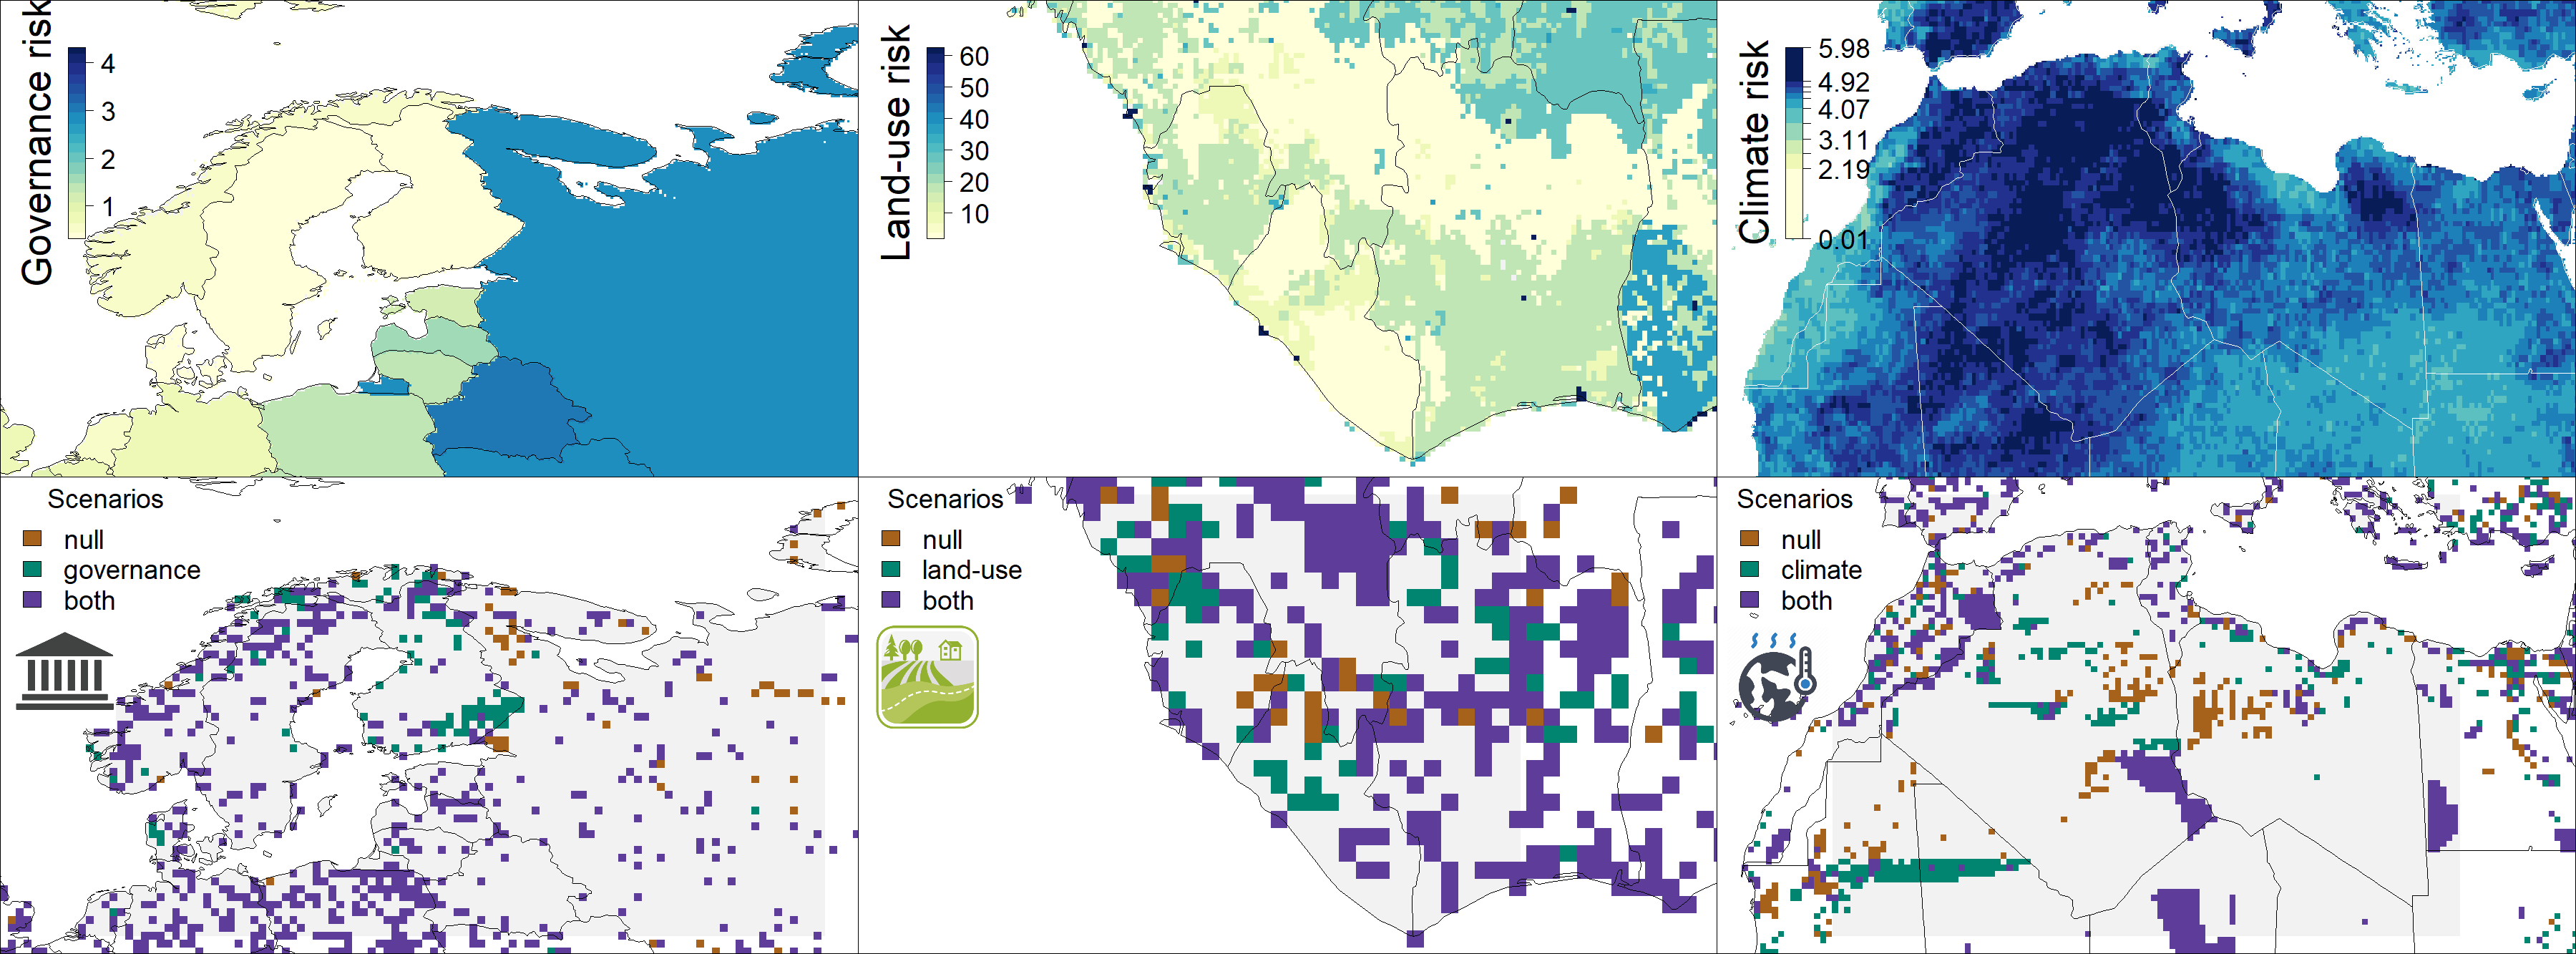 Governance risk
4
3
2
1
Land-use risk
60
50
40
30
20
10
Climate risk
5.98
4.92
4.07
3.11
2.19
0.01
Scenarios
null
governance
both
Scenarios
null
land-use
both
Scenarios
null
climate
both